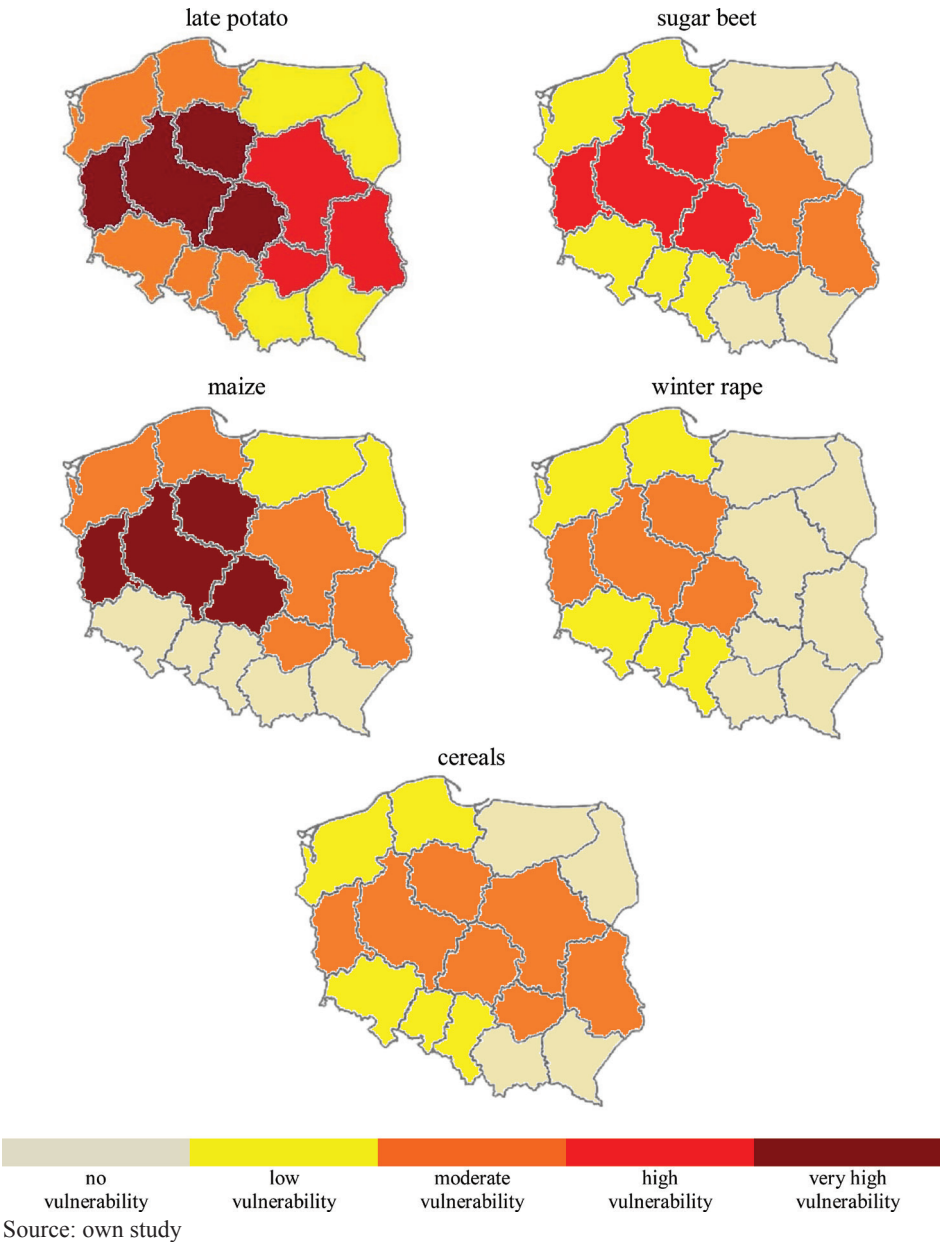 late potato
sugar beet
maize
winter rape
cereals
no vulnerability
low vulnerability
moderate vulnerability
high vulnerability
very high vulnerability
Source: own study